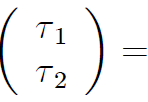 ( τ1 ) =
( τ2 )